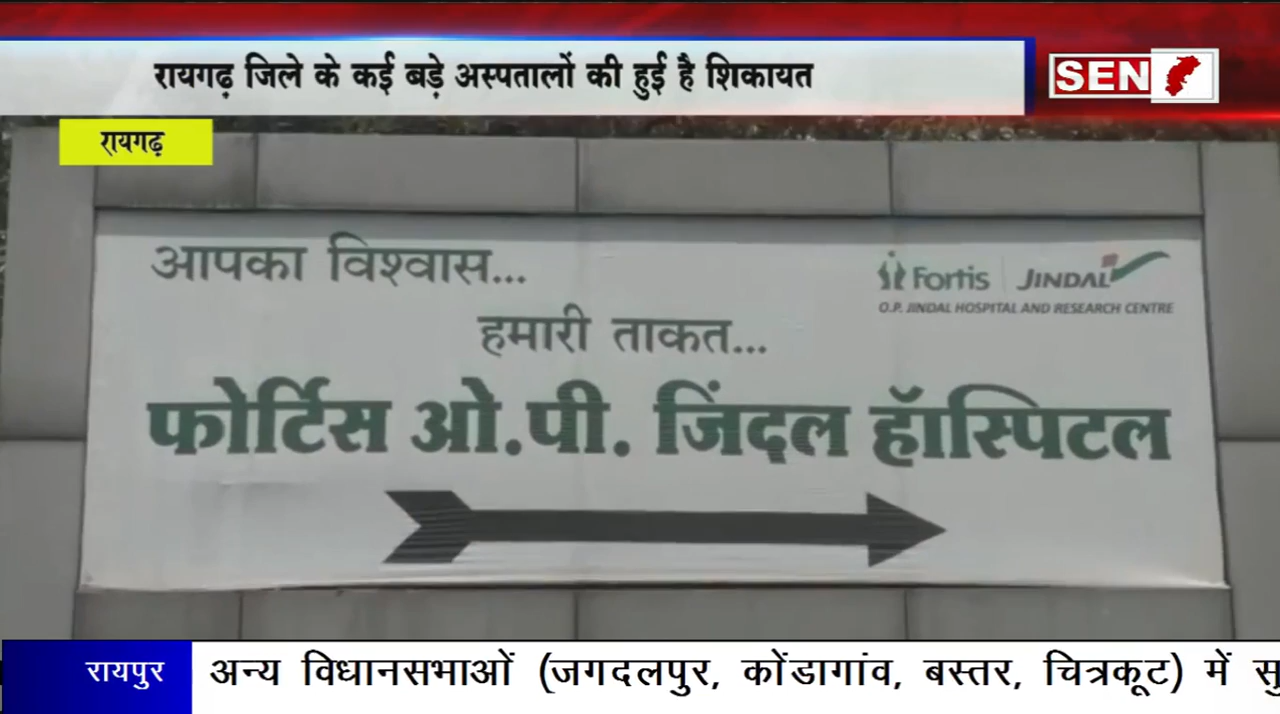 रायगढ़ जिले के कई बड़े अस्पतालों की हुई है शिकायत
SEN
रायगढ़
आपका विश्वास...
हमारी ताकत...
Fortis JINDAL
O.P. JINDAL HOSPITAL AND RESEARCH CENTRE
फोर्टिस ओ.पी. जिंदल हॉस्पिटल
रायपुर
अन्य विधानसभाओं (जगदलपुर, कोंडागांव, बस्तर, चित्रकूट) में